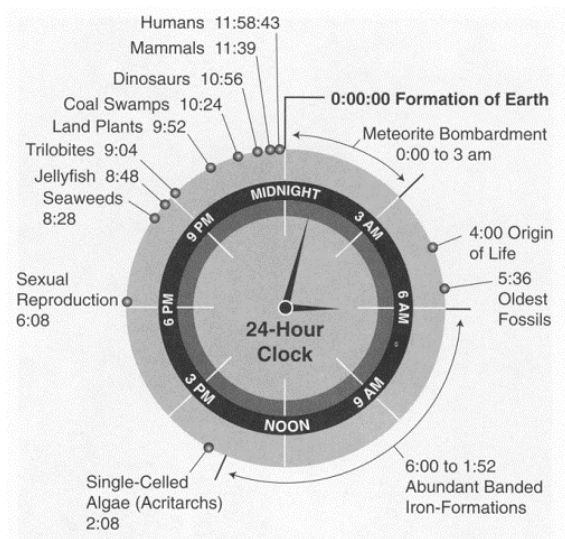 Humans 11:58:43
Mammals 11:39
Dinosaurs 10:56
Coal Swamps 10:24
Land Plants 9:52
Trilobites 9:04
Jellyfish 8:48
Seaweeds
8:28
Sexual
Reproduction
6:08
Single-Celled
Algae (Acritarchs)
2:08
0:00:00 Formation of Earth
Meteorite Bombardment
0:00 to 3 am
4:00 Origin
of Life
5:36
Oldest
Fossils
6:00 to 1:52
Abundant Banded
Iron-Formations
MIDNIGHT
3 AM
6 AM
9 AM
NOON
3 PM
6 PM
9 PM
24-Hour
Clock